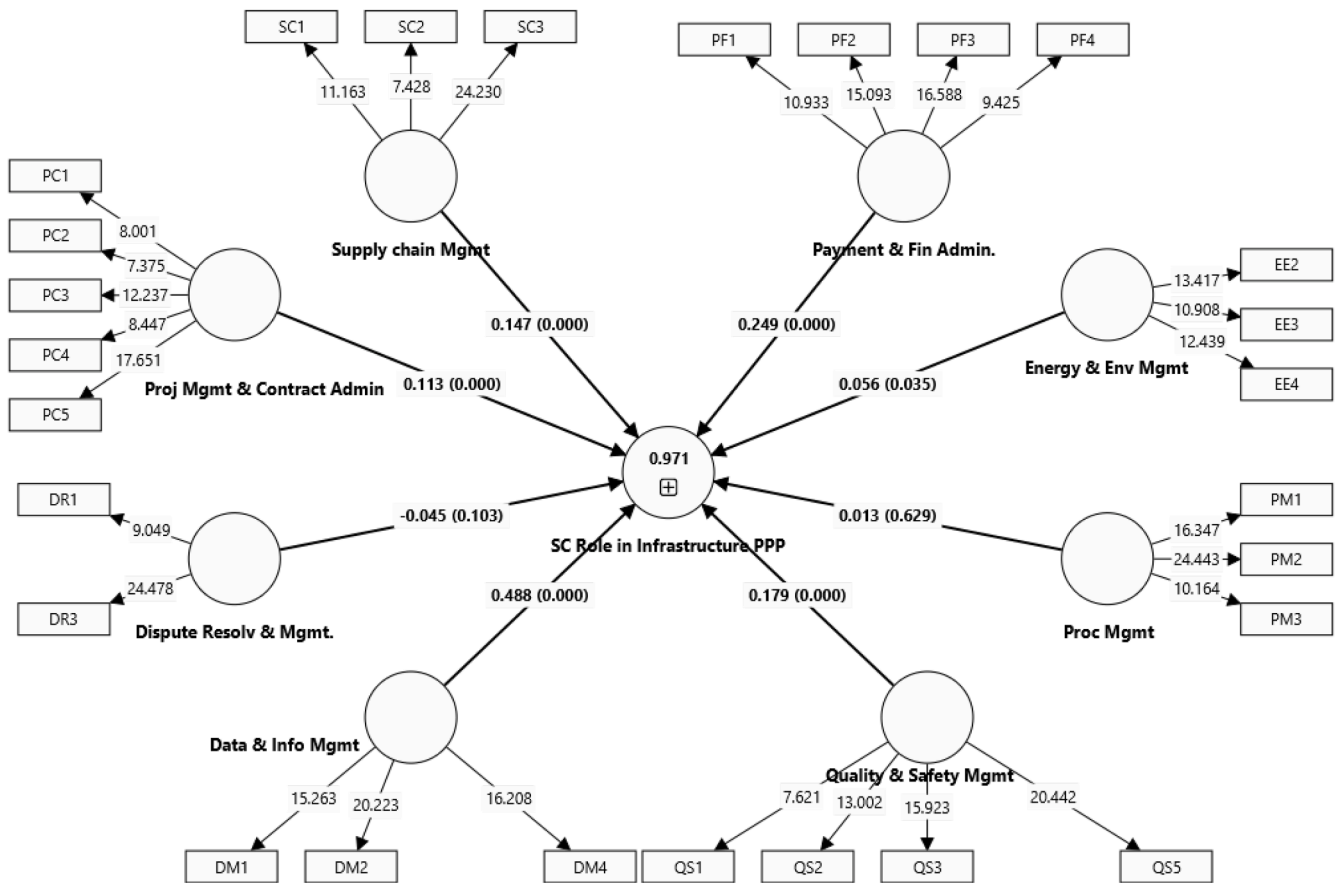 SC1
SC2
SC3
PF1
PF2
PF3
PF4
11.163
7.428
24.230
10.933
15.093
16.588
9.425
PC1
PC2
PC3
PC4
PC5
8.001
7.375
12.237
8.447
17.651
Supply chain Mgmt
Payment & Fin Admin.
EE2
EE3
EE4
13.417
10.908
12.439
Proj Mgmt & Contract Admin
Energy & Env Mgmt
0.147 (0.000)
0.249 (0.000)
0.113 (0.000)
0.056 (0.035)
0.971
SC Role in Infrastructure PPP
DR1
DR3
9.049
24.478
-0.045 (0.103)
0.013 (0.629)
PM1
PM2
PM3
16.347
24.443
10.164
Dispute Resolv & Mgmt.
Proc Mgmt
0.488 (0.000)
0.179 (0.000)
Data & Info Mgmt
Quality & Safety Mgmt
15.263
20.223
16.208
7.621
13.002
15.923
20.442
DM1
DM2
DM4
QS1
QS2
QS3
QS5